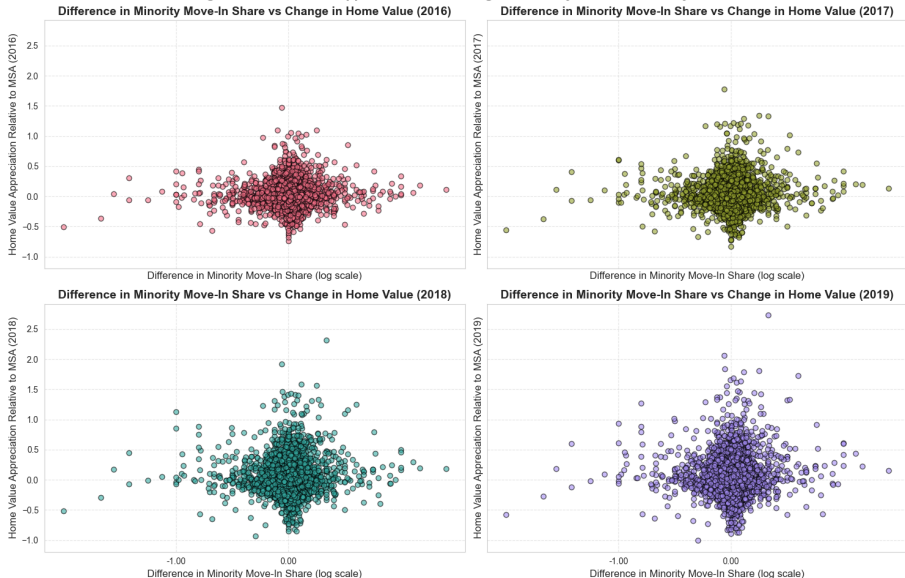 Difference in Minority Move-In Share vs Change in Home Value (2016)
Home Value Appreciation Relative to MSA (2016)
2.5
2.0
1.5
1.0
0.5
0.0
−0.5
−1.0
Difference in Minority Move-In Share (log scale)
Difference in Minority Move-In Share vs Change in Home Value (2017)
Home Value Appreciation Relative to MSA (2017)
Difference in Minority Move-In Share (log scale)
Difference in Minority Move-In Share vs Change in Home Value (2018)
Home Value Appreciation Relative to MSA (2018)
2.5
2.0
1.5
1.0
0.5
0.0
−0.5
−1.0
-1.00
0.00
Difference in Minority Move-In Share (log scale)
Difference in Minority Move-In Share vs Change in Home Value (2019)
Home Value Appreciation Relative to MSA (2019)
-1.00
0.00
Difference in Minority Move-In Share (log scale)